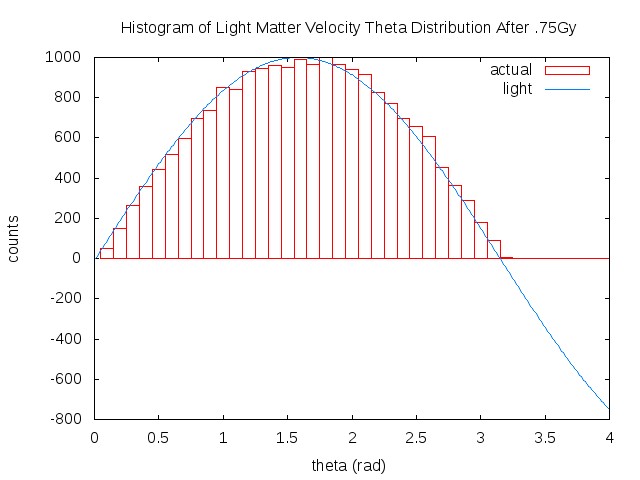 Histogram of Light Matter Velocity Theta Distribution After .75Gy
1000
800
600
400
200
0
-200
-400
-600
-800
counts
actual
light
0 0.5 1 1.5 2 2.5 3 3.5 4
theta (rad)